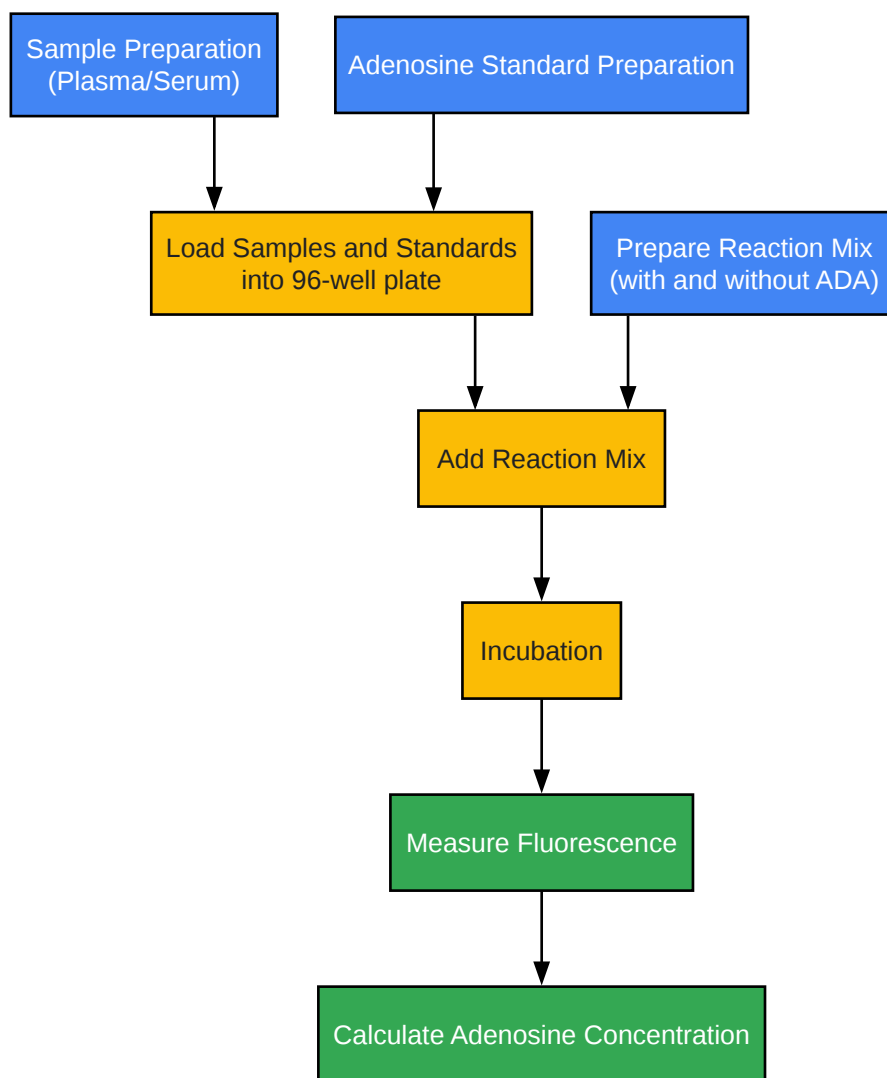 Sample Preparation
(Plasma/Serum)
Adenosine Standard Preparation
Load Samples and Standards
into 96-well plate
Prepare Reaction Mix
(with and without ADA)
Add Reaction Mix
Incubation
Measure Fluorescence
Calculate Adenosine Concentration